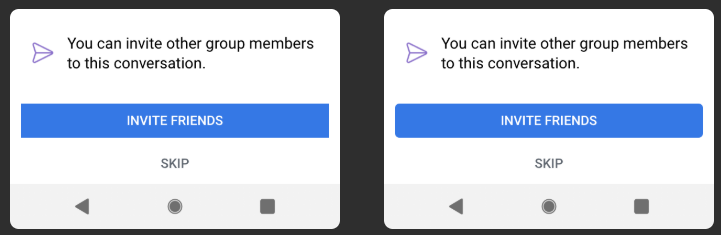 You can invite other group members
to this conversation.
INVITE FRIENDS
SKIP
You can invite other group members
to this conversation.
INVITE FRIENDS
SKIP